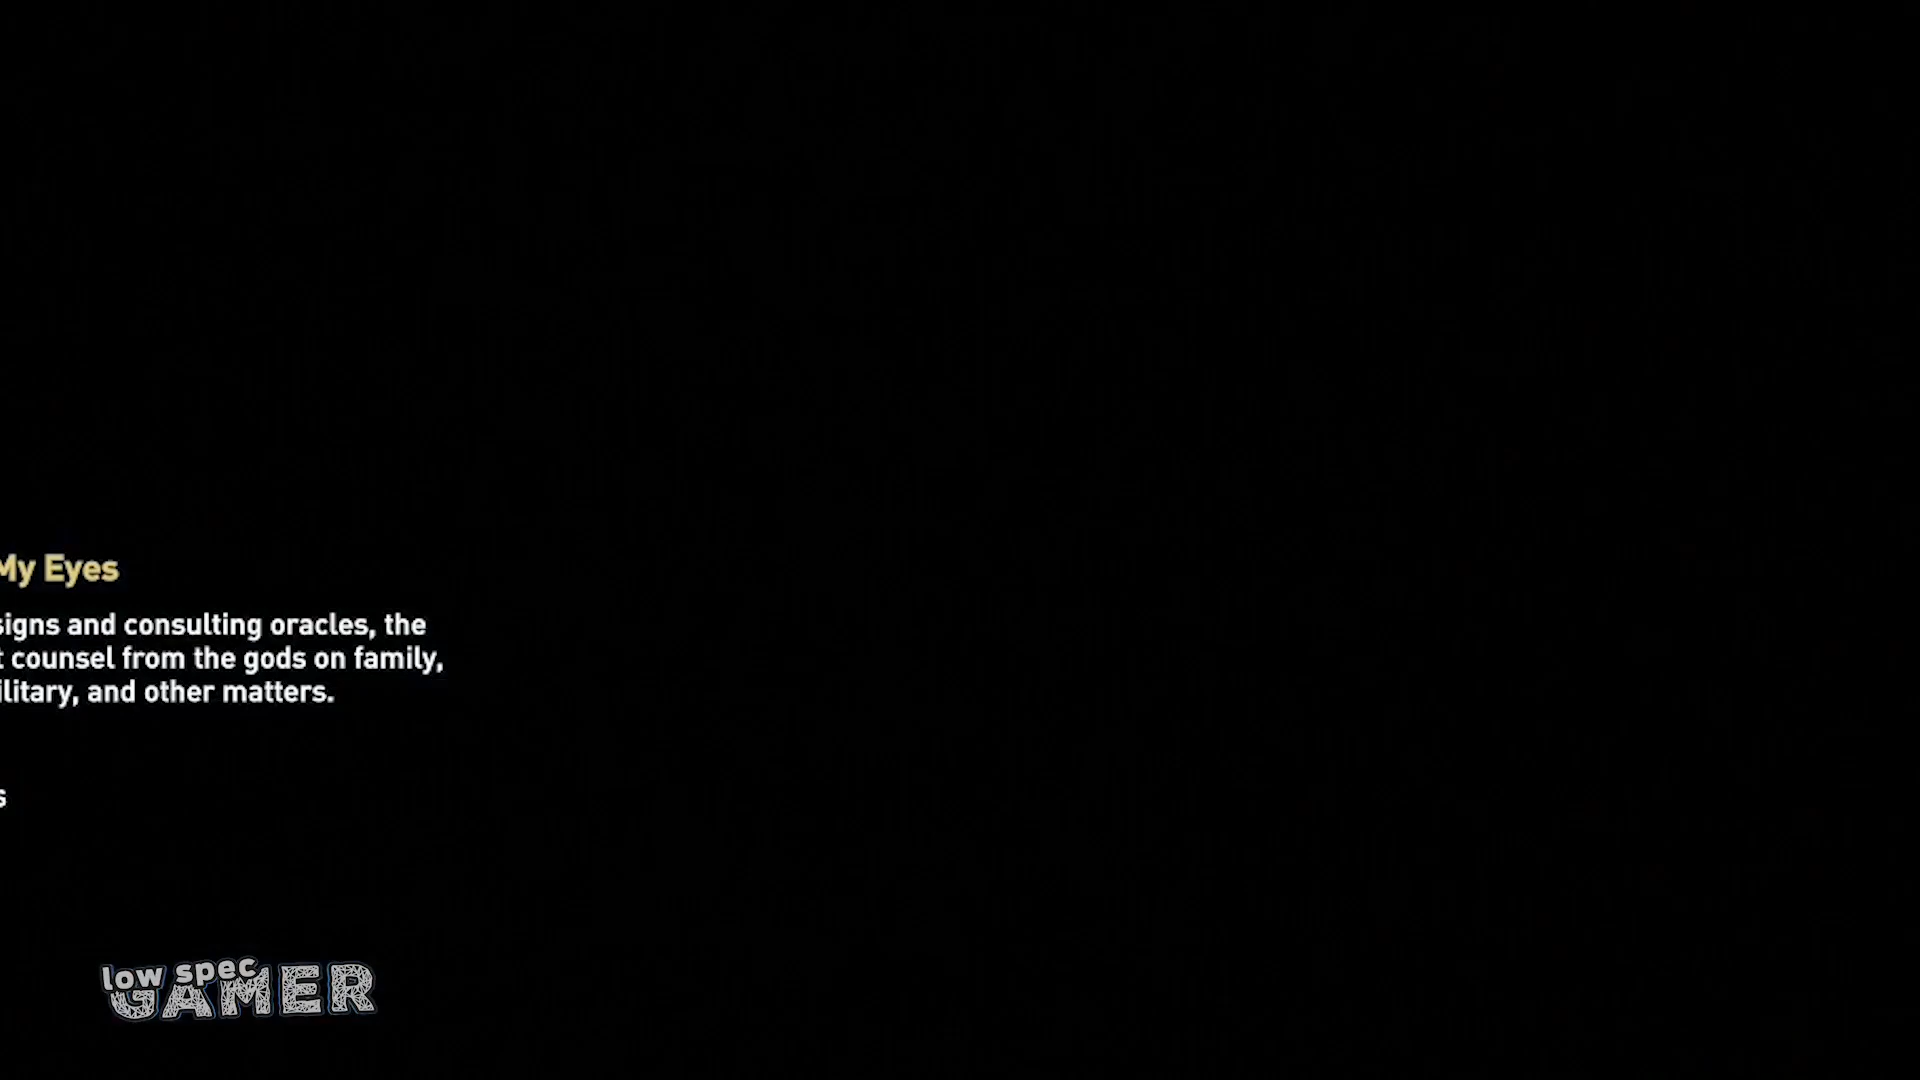 My Eyes
signs and consulting oracles, the
t counsel from the gods on family,
ilitary, and other matters.
s
low spec
GAMER